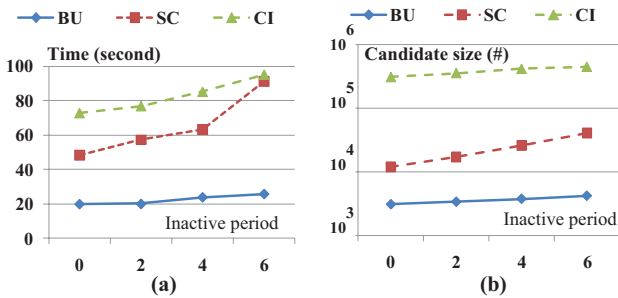 BU SC CI
Time (second)
100
80
60
40
20
0
Inactive period
0 2 4 6
(a)
BU SC CI
Candidate size (#)
10 6
10 5
10 4
10 3
Inactive period
0 2 4 6
(b)